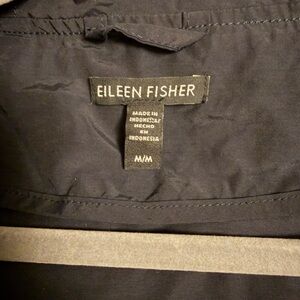 EILEEN FISHER
MADE IN
INDONESIA
HECHO
EN
INDONESIA
M/M